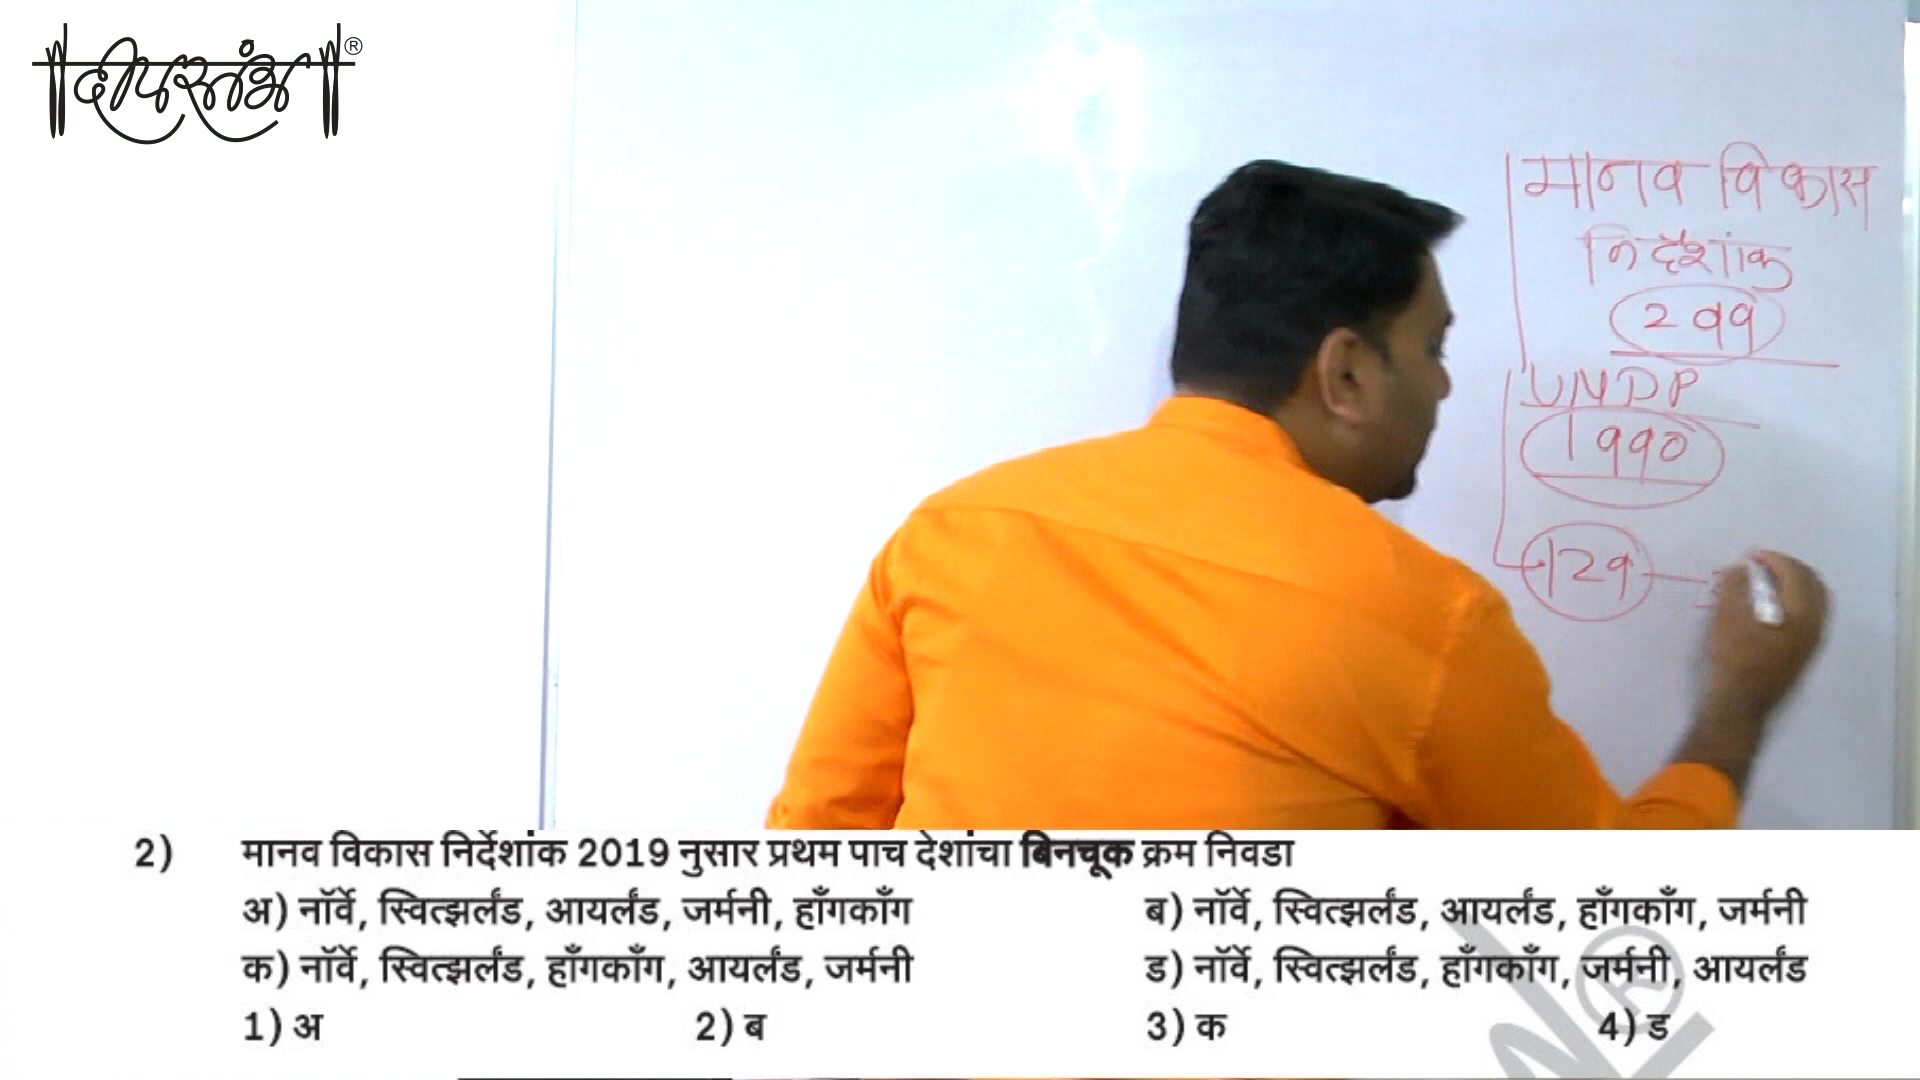 दीपस्तंभ®
मानव विकास
निर्देशांक
299
UNDP
1990
129
2) मानव विकास निर्देशांक 2019 नुसार प्रथम पाच देशांचा बिनचूक क्रम निवडा
अ) नॉर्वे, स्वित्झर्लंड, आयर्लंड, जर्मनी, हाँगकाँग ब) नॉर्वे, स्वित्झर्लंड, आयर्लंड, हाँगकाँग, जर्मनी
क) नॉर्वे, स्वित्झर्लंड, हाँगकाँग, आयर्लंड, जर्मनी ड) नॉर्वे, स्वित्झर्लंड, हाँगकाँग, जर्मनी, आयर्लंड
1) अ 2) ब 3) क 4) ड